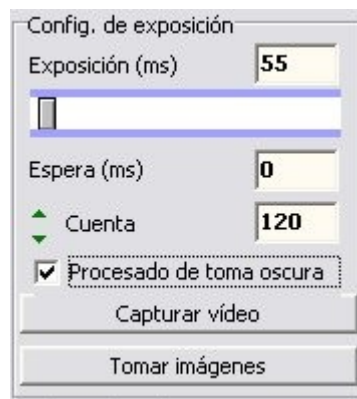 Config. de exposición
Exposición (ms) 55
Espera (ms) 0
Cuenta 120
Procesado de toma oscura
Capturar vídeo
Tomar imágenes